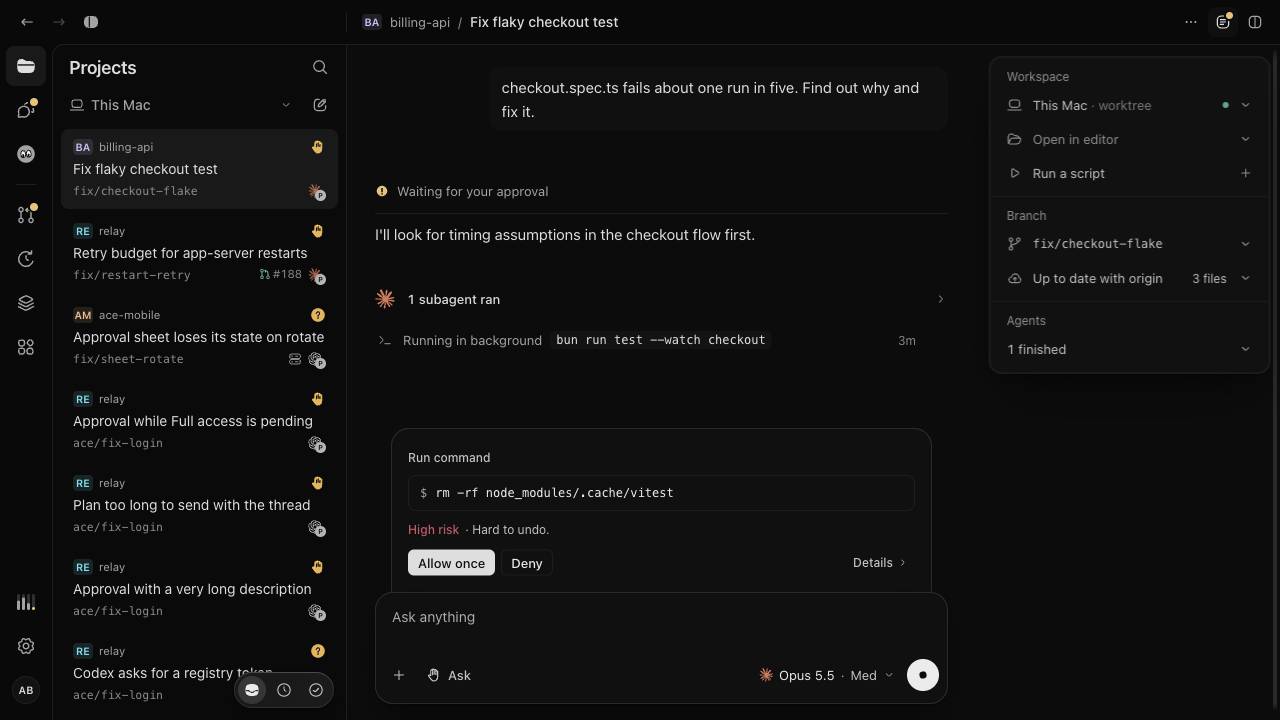 BA billing-api / Fix flaky checkout test
Projects
This Mac
BA billing-api
Fix flaky checkout test
fix/checkout-flake
RE relay
Retry budget for app-server restarts
fix/restart-retry #188
AM ace-mobile
Approval sheet loses its state on rotate
fix/sheet-rotate
RE relay
Approval while Full access is pending
ace/fix-login
RE relay
Plan too long to send with the thread
ace/fix-login
RE relay
Approval with a very long description
ace/fix-login
RE relay
Codex asks for a registry token
ace/fix-login
AB
checkout.spec.ts fails about one run in five. Find out why and
fix it.
Waiting for your approval
I'll look for timing assumptions in the checkout flow first.
1 subagent ran
Running in background bun run test --watch checkout 3m
Run command
$ rm -rf node_modules/.cache/vitest
High risk · Hard to undo.
Allow once Deny Details
Ask anything
Ask Opus 5.5 · Med
Workspace
This Mac · worktree
Open in editor
Run a script
Branch
fix/checkout-flake
Up to date with origin 3 files
Agents
1 finished